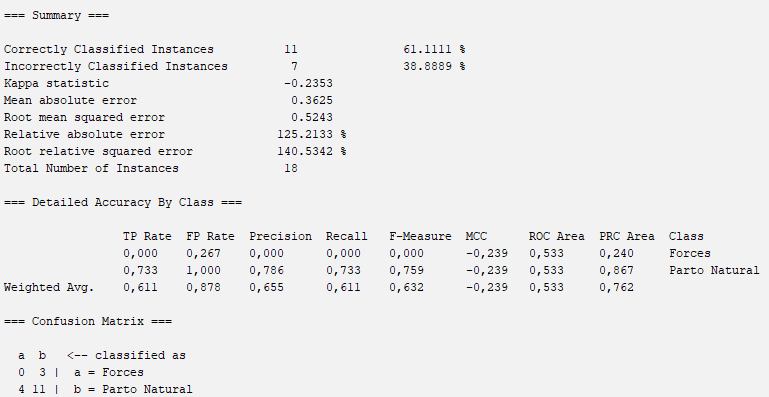 === Summary ===
Correctly Classified Instances 11 61.1111 %
Incorrectly Classified Instances 7 38.8889 %
Kappa statistic -0.2353
Mean absolute error 0.3625
Root mean squared error 0.5243
Relative absolute error 125.2133 %
Root relative squared error 140.5342 %
Total Number of Instances 18
=== Detailed Accuracy By Class ===
TP Rate FP Rate Precision Recall F-Measure MCC ROC Area PRC Area Class
0,000 0,267 0,000 0,000 0,000 -0,239 0,533 0,240 Forces
0,733 1,000 0,786 0,733 0,759 -0,239 0,533 0,867 Parto Natural
Weighted Avg. 0,611 0,878 0,655 0,611 0,632 -0,239 0,533 0,762
=== Confusion Matrix ===
a b <-- classified as
0 3 | a = Forces
4 11 | b = Parto Natural